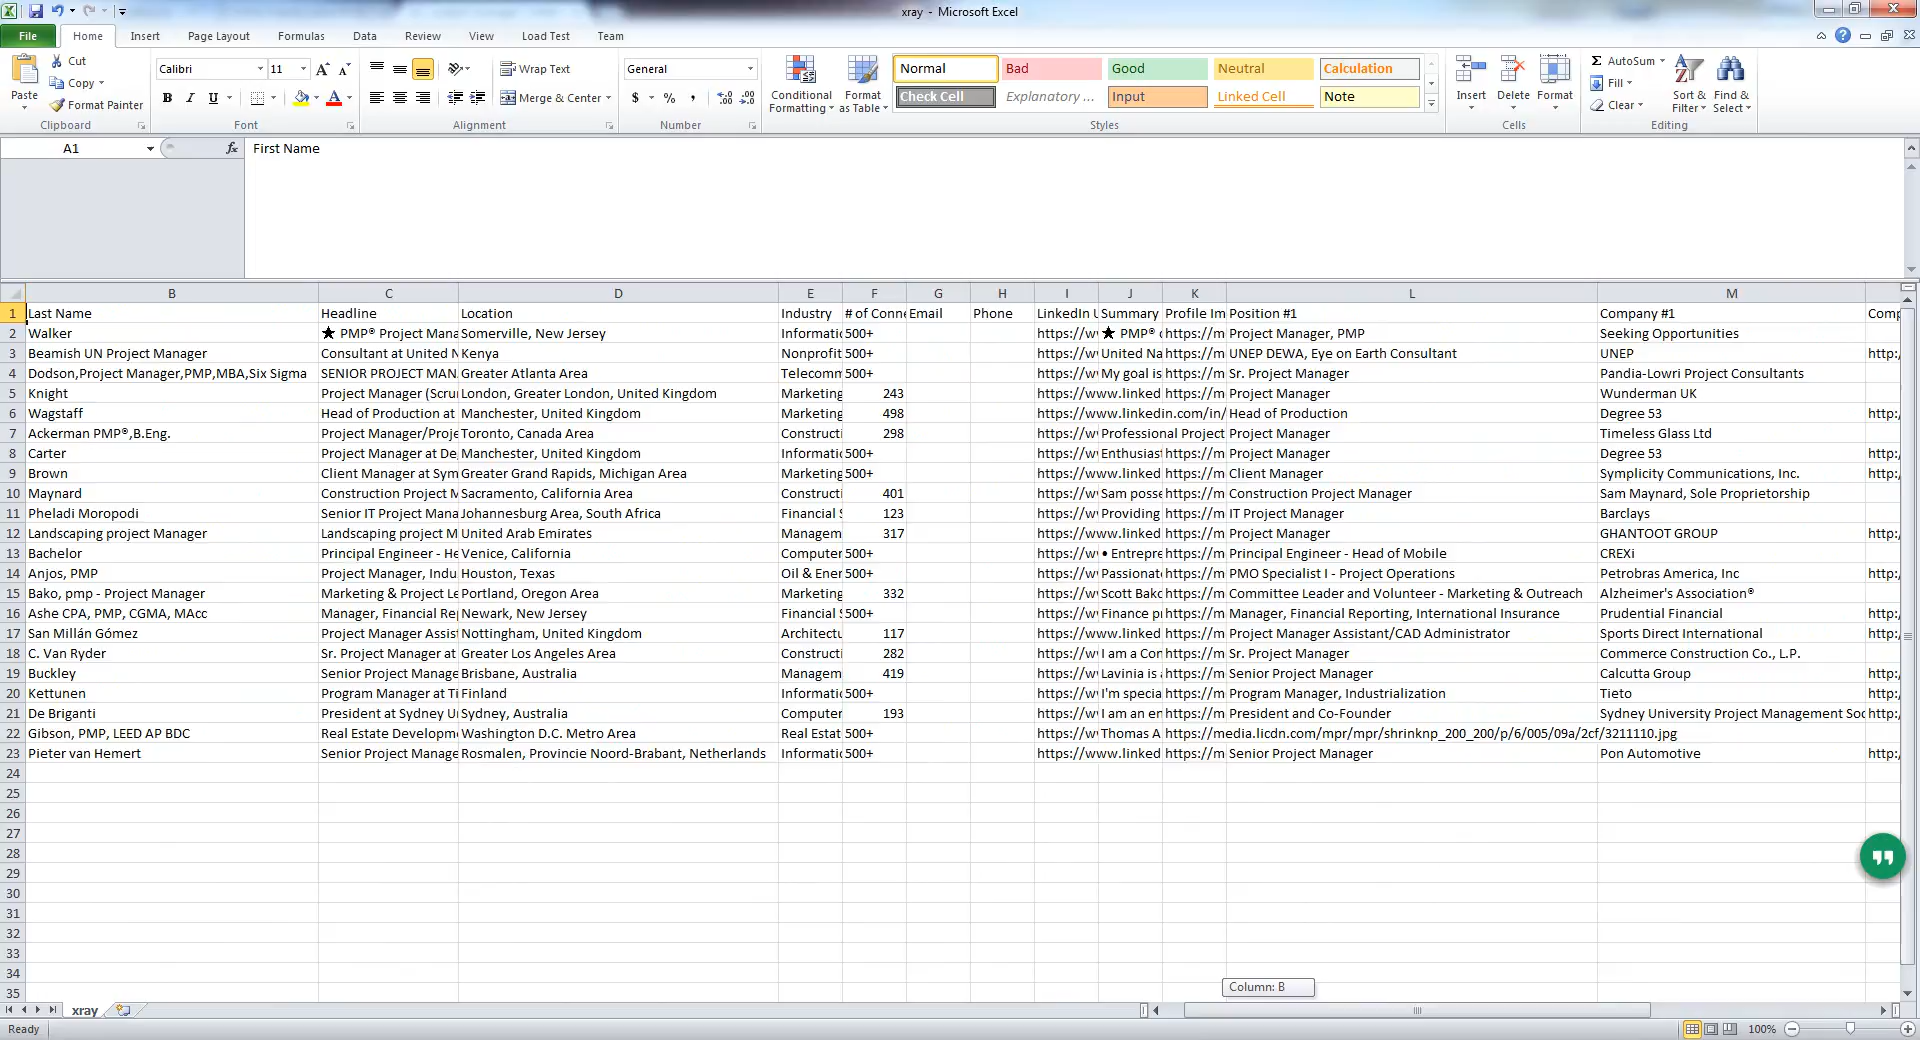 xray - Microsoft Excel
File Home Insert Page Layout Formulas Data Review View Load Test Team
Paste Cut Copy Format Painter Clipboard
Calibri 11 A A B I U A Font
Wrap Text Merge & Center Alignment
General $ % , Number
Conditional Formatting Format as Table Normal Bad Good Neutral Calculation
Check Cell Explanatory ... Input Linked Cell Note Styles
Insert Delete Format Cells
Σ AutoSum Fill Clear Sort & Filter Find & Select Editing
A1 fx First Name
B C D E F G H I J K L M
1 Last Name Headline Location Industry # of Conne Email Phone LinkedIn U Summary Profile Im Position #1 Company #1 Comp
2 Walker ★ PMP® Project Mana Somerville, New Jersey Informatic 500+ https://w ★ PMP® c https://m Project Manager, PMP Seeking Opportunities
3 Beamish UN Project Manager Consultant at United N Kenya Nonprofit 500+ https://w United Na https://m UNEP DEWA, Eye on Earth Consultant UNEP http:/
4 Dodson,Project Manager,PMP,MBA,Six Sigma SENIOR PROJECT MAN Greater Atlanta Area Telecomm 500+ https://w My goal is https://m Sr. Project Manager Pandia-Lowri Project Consultants
5 Knight Project Manager (Scru London, Greater London, United Kingdom Marketing 243 https://www.linked https://m Project Manager Wunderman UK
6 Wagstaff Head of Production at Manchester, United Kingdom Marketing 498 https://www.linkedin.com/in/ Head of Production Degree 53 http:/
7 Ackerman PMP®,B.Eng. Project Manager/Proje Toronto, Canada Area Constructi 298 https://w Professional Project Project Manager Timeless Glass Ltd
8 Carter Project Manager at De Manchester, United Kingdom Informatic 500+ https://w Enthusias https://m Project Manager Degree 53 http:/
9 Brown Client Manager at Sym Greater Grand Rapids, Michigan Area Marketing 500+ https://www.linked https://m Client Manager Symplicity Communications, Inc. http:/
10 Maynard Construction Project M Sacramento, California Area Constructi 401 https://w Sam posse https://m Construction Project Manager Sam Maynard, Sole Proprietorship
11 Pheladi Moropodi Senior IT Project Mana Johannesburg Area, South Africa Financial S 123 https://w Providing https://m IT Project Manager Barclays
12 Landscaping project Manager Landscaping project M United Arab Emirates Managem 317 https://www.linked https://m Project Manager GHANTOOT GROUP http:/
13 Bachelor Principal Engineer - He Venice, California Computer 500+ https://w • Entrepre https://m Principal Engineer - Head of Mobile CREXi
14 Anjos, PMP Project Manager, Indu Houston, Texas Oil & Ener 500+ https://w Passionat https://m PMO Specialist I - Project Operations Petrobras America, Inc http:/
15 Bako, pmp - Project Manager Marketing & Project Le Portland, Oregon Area Marketing 332 https://w Scott Bako https://m Committee Leader and Volunteer - Marketing & Outreach Alzheimer's Association®
16 Ashe CPA, PMP, CGMA, MAcc Manager, Financial Re Newark, New Jersey Financial S 500+ https://w Finance p https://m Manager, Financial Reporting, International Insurance Prudential Financial http:/
17 San Millán Gómez Project Manager Assist Nottingham, United Kingdom Architectu 117 https://www.linked https://m Project Manager Assistant/CAD Administrator Sports Direct International http:/
18 C. Van Ryder Sr. Project Manager at Greater Los Angeles Area Constructi 282 https://w I am a Con https://m Sr. Project Manager Commerce Construction Co., L.P.
19 Buckley Senior Project Manage Brisbane, Australia Managem 419 https://w Lavinia is https://m Senior Project Manager Calcutta Group http:/
20 Kettunen Program Manager at Ti Finland Informatic 500+ https://w I'm specia https://m Program Manager, Industrialization Tieto http:/
21 De Briganti President at Sydney U Sydney, Australia Computer 193 https://w I am an en https://m President and Co-Founder Sydney University Project Management Soc http:/
22 Gibson, PMP, LEED AP BDC Real Estate Developm Washington D.C. Metro Area Real Estat 500+ https://w Thomas A https://media.licdn.com/mpr/mpr/shrinknp_200_200/p/6/005/09a/2cf/3211110.jpg
23 Pieter van Hemert Senior Project Manage Rosmalen, Provincie Noord-Brabant, Netherlands Informatic 500+ https://www.linked https://m Senior Project Manager Pon Automotive http:/
24
25
26
27
28
29
30
31
32
33
34
35
Column: B
xray
Ready 100%